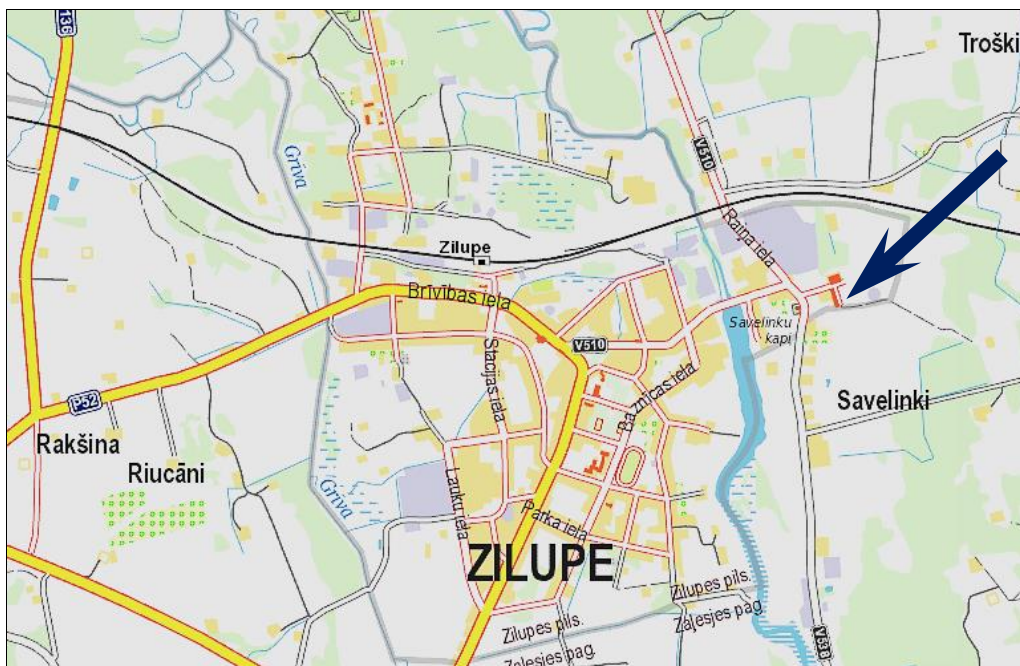 P136
Troški
Grīva
V510
Raiņa iela
Zilupe
Brīvības iela
Savelinku
kapi
V510
Stacijas iela
Baznīcas iela
P52
Savelinki
Rakšina
Riucāni
Grīva
Lauku iela
Parka iela
ZILUPE
Zilupes pils.
Zaļesjes pag.
Zilupes pils.
Zaļesjes pag.
V538